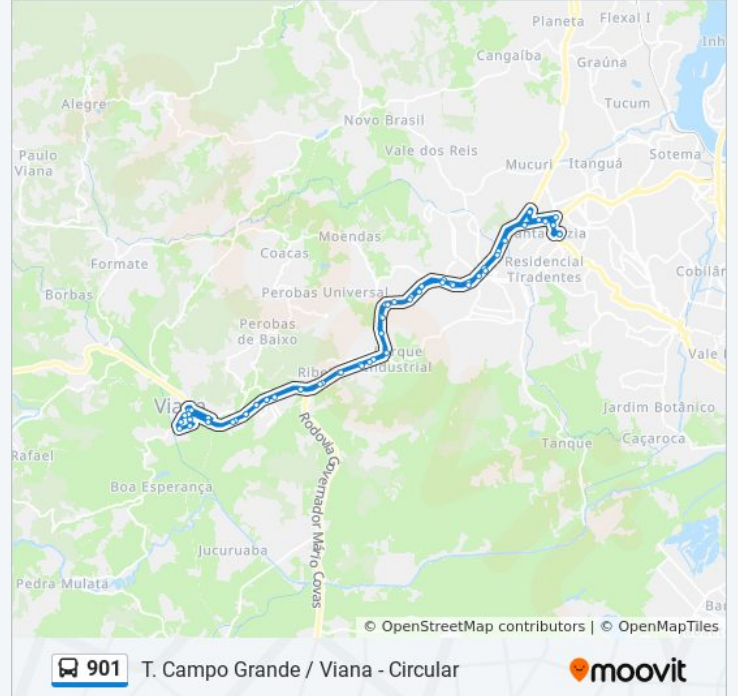 Planeta
Flexal I
Inh
Cangaíba
Graúna
Alegre
Tucum
Novo Brasil
Paulo
Viana
Vale dos Reis
Sotema
Mucuri
Itanguá
Moendas
Coacas
Residencial
Tiradentes
Formate
Cobilân
Borbas
Perobas Universal
Perobas
de Baixo
Vale
Jardim Botânico
Rafael
Tanque
Caçaroca
Boa Esperança
Rodovia Governador Mário Covas
Jucuruaba
Pedra Mulata
Ba
© OpenStreetMap contributors | © OpenMapTiles
901 T. Campo Grande / Viana - Circular
moovit